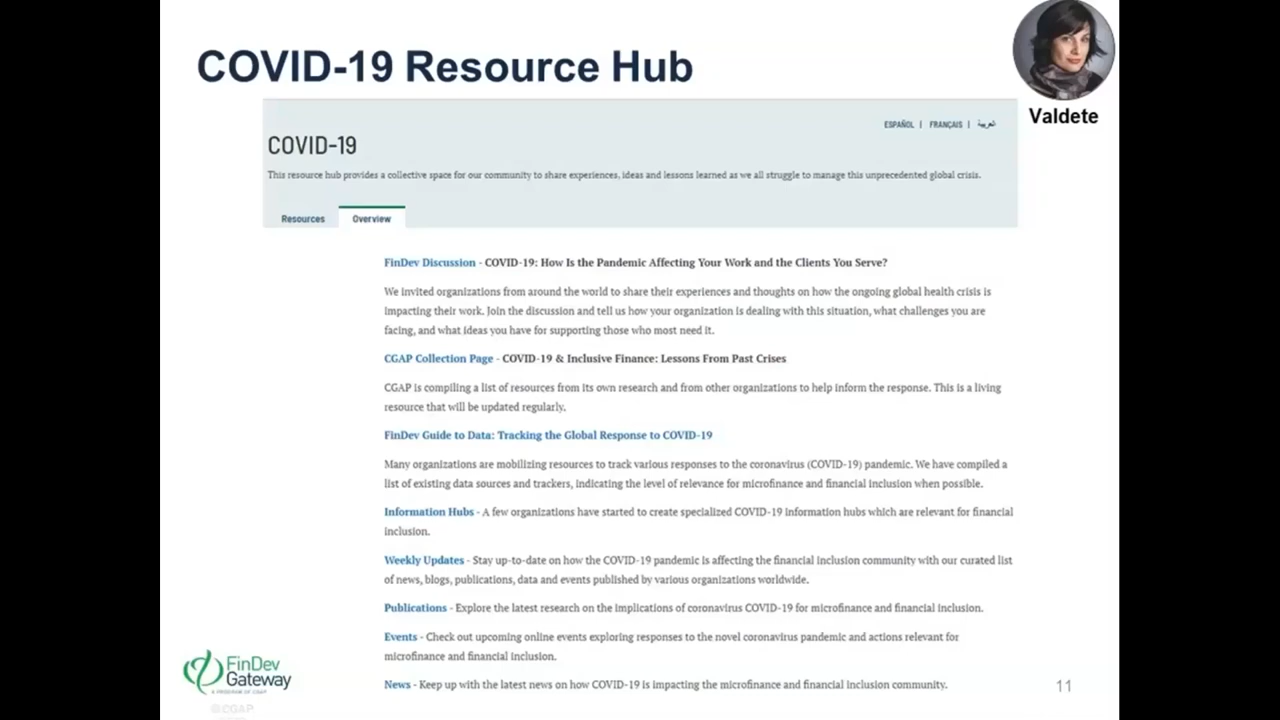 COVID-19 Resource Hub
Valdete
ESPAÑOL | FRANÇAIS | العربية
COVID-19
This resource hub provides a collective space for our community to share experiences, ideas and lessons learned as we all struggle to manage this unprecedented global crisis.
Resources Overview
FinDev Discussion - COVID-19: How Is the Pandemic Affecting Your Work and the Clients You Serve?
We invited organizations from around the world to share their experiences and thoughts on how the ongoing global health crisis is
impacting their work. Join the discussion and tell us how your organization is dealing with this situation, what challenges you are
facing, and what ideas you have for supporting those who most need it.
CGAP Collection Page - COVID-19 & Inclusive Finance: Lessons From Past Crises
CGAP is compiling a list of resources from its own research and from other organizations to help inform the response. This is a living
resource that will be updated regularly.
FinDev Guide to Data: Tracking the Global Response to COVID-19
Many organizations are mobilizing resources to track various responses to the coronavirus (COVID-19) pandemic. We have compiled a
list of existing data sources and trackers, indicating the level of relevance for microfinance and financial inclusion when possible.
Information Hubs - A few organizations have started to create specialized COVID-19 information hubs which are relevant for financial
inclusion.
Weekly Updates - Stay up-to-date on how the COVID-19 pandemic is affecting the financial inclusion community with our curated list
of news, blogs, publications, data and events published by various organizations worldwide.
Publications - Explore the latest research on the implications of coronavirus COVID-19 for microfinance and financial inclusion.
Events - Check out upcoming online events exploring responses to the novel coronavirus pandemic and actions relevant for
microfinance and financial inclusion.
News - Keep up with the latest news on how COVID-19 is impacting the microfinance and financial inclusion community.
FinDev
Gateway
A PROGRAM OF CGAP
@CGAP
11